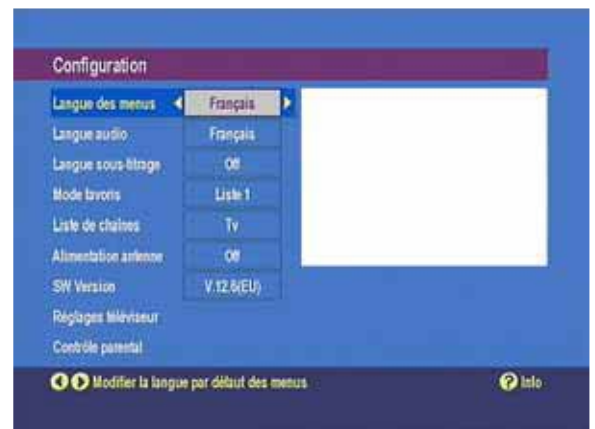 Configuration
Langue des menus Français
Langue audio Français
Langue sous-titrage Off
Mode favoris Liste 1
Liste de chaînes Tv
Alimentation antenne Off
SW Version V.12.6(EU)
Réglages téléviseur
Contrôle parental
Modifier la langue par défaut des menus
? Info